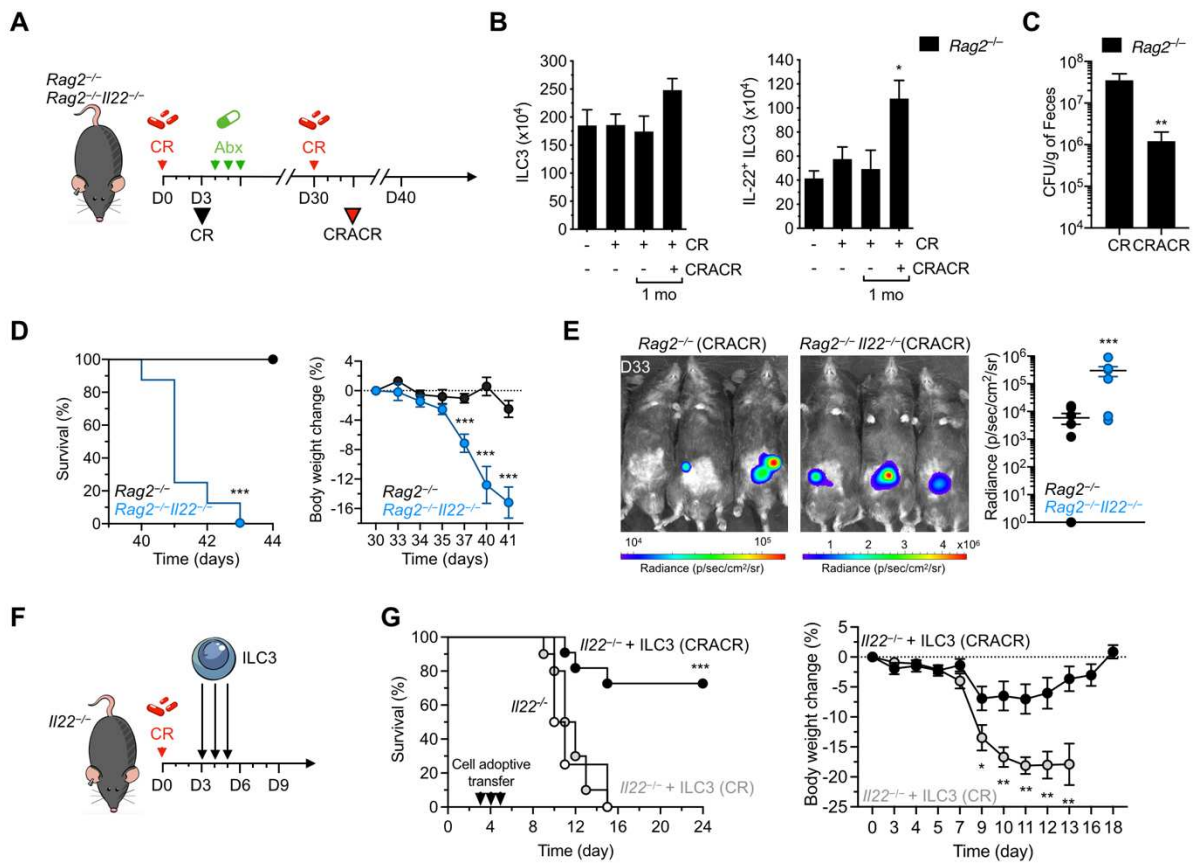 A
Rag2–/–
Rag2–/–Il22–/–
CR
Abx
CR
D0
D3
D30
D40
CR
CRACR
B
ILC3 (x10⁴)
300
250
200
150
100
50
0
- + + + CR
- - - + CRACR
1 mo
IL-22⁺ ILC3 (x10⁴)
140
120
100
80
60
40
20
0
*
Rag2–/–
- + + + CR
- - - + CRACR
1 mo
C
Rag2–/–
CFU/g of Feces
10⁸
10⁷
10⁶
10⁵
10⁴
**
CR CRACR
D
Survival (%)
100
80
60
40
20
0
Rag2–/–
Rag2–/–Il22–/–
***
40 42 44
Time (days)
Body weight change (%)
4
0
-4
-8
-12
-16
***
***
***
Rag2–/–
Rag2–/–Il22–/–
30 33 34 35 37 40 41
Time (days)
E
Rag2–/– (CRACR)
Rag2–/– Il22–/–(CRACR)
D33
10⁴ 10⁵
Radiance (p/sec/cm²/sr)
1 2 3 4 x10⁶
Radiance (p/sec/cm²/sr)
Radiance (p/sec/cm²/sr)
10⁶
10⁵
10⁴
10³
10²
10¹
10⁰
***
Rag2–/–
Rag2–/–Il22–/–
F
ILC3
Il22–/–
CR
D0 D3 D6 D9
G
Survival (%)
100
80
60
40
20
0
Il22–/– + ILC3 (CRACR)
***
Il22-/-
Cell adoptive
transfer
Il22–/– + ILC3 (CR)
0 4 8 12 16 20 24
Time (day)
Body weight change (%)
5
0
-5
-10
-15
-20
-25
Il22–/– + ILC3 (CRACR)
* ** ** ** **
Il22–/– + ILC3 (CR)
0 3 4 5 7 9 10 11 12 13 16 18
Time (day)